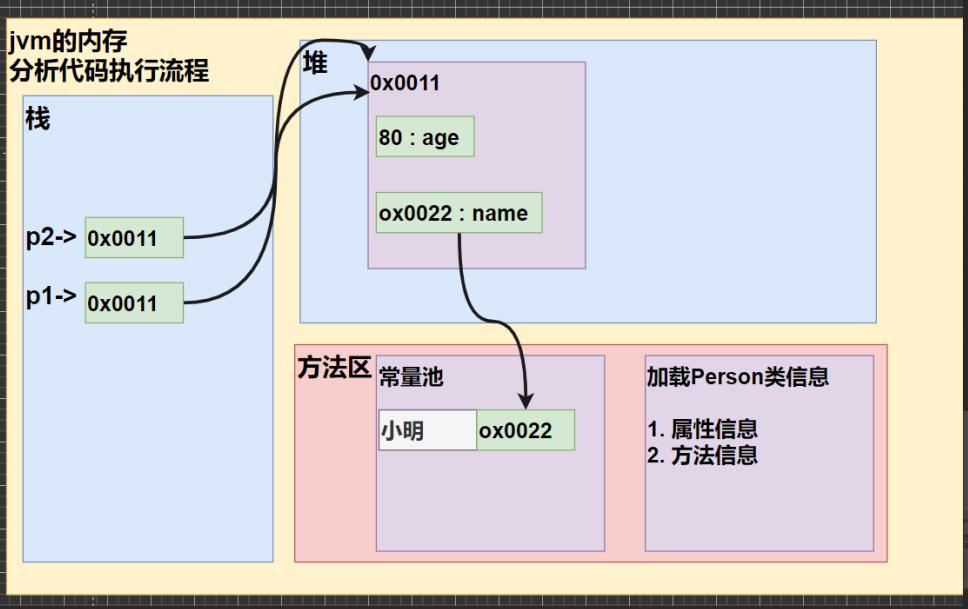 jvm的内存
分析代码执行流程
栈
p2-> 0x0011
p1-> 0x0011
堆
0x0011
80 : age
ox0022 : name
方法区
常量池
小明 ox0022
加载Person类信息
1. 属性信息
2. 方法信息